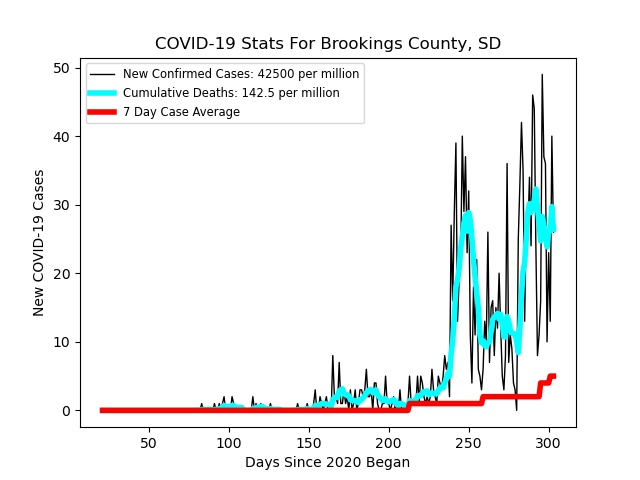 COVID-19 Stats For Brookings County, SD
New Confirmed Cases: 42500 per million
Cumulative Deaths: 142.5 per million
7 Day Case Average
New COVID-19 Cases
50
40
30
20
10
0
50 100 150 200 250 300
Days Since 2020 Began